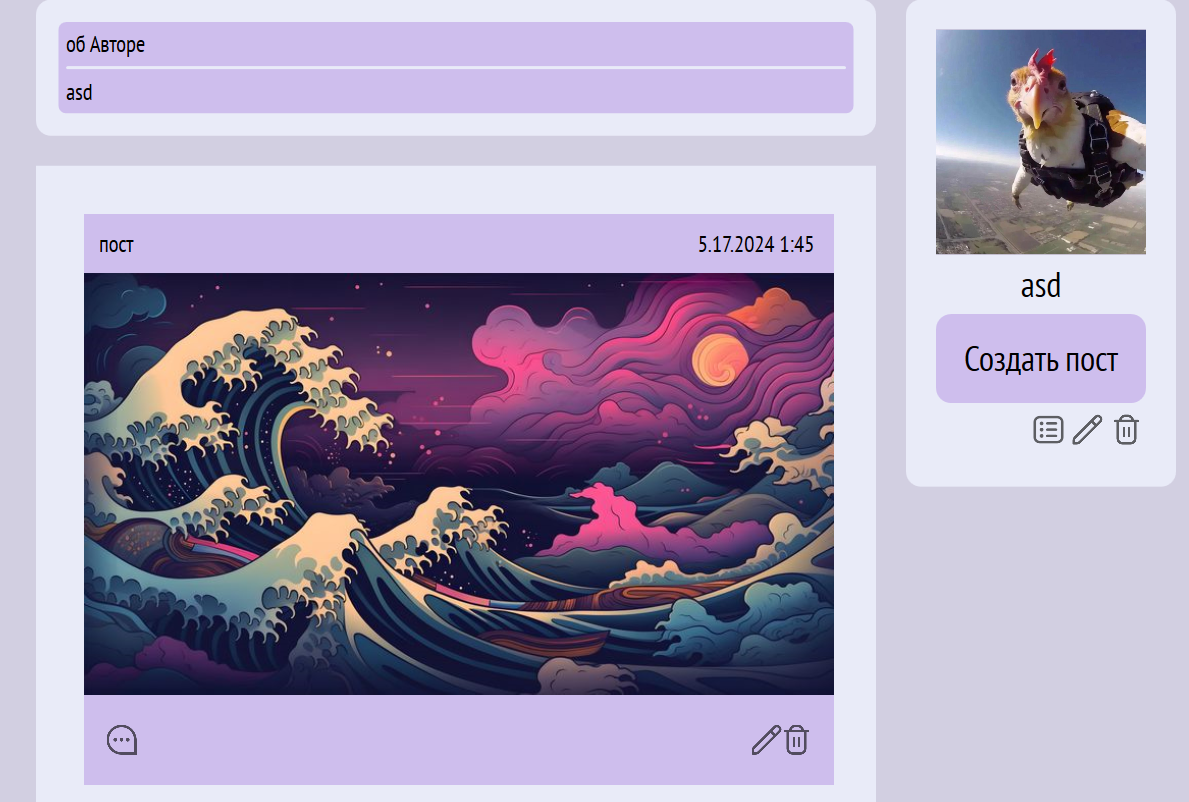 об Авторе
asd
пост
5.17.2024 1:45
asd
Создать пост